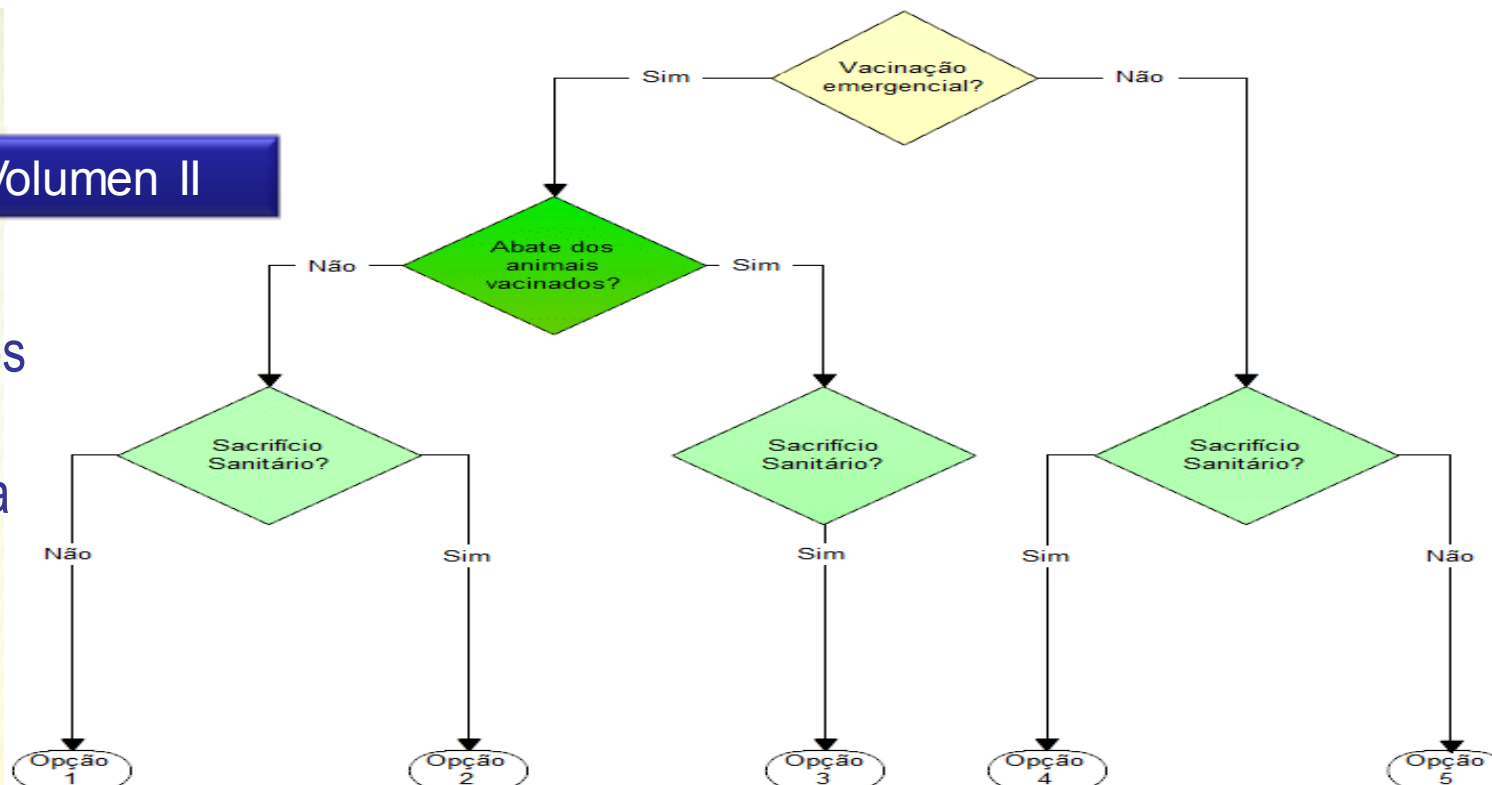 Vacinação
emergencial?
Sim
Não
Volumen II
Abate dos
animais
vacinados?
Não
Sim
s
Sacrifício
Sanitário?
Sacrifício
Sanitário?
Sacrifício
Sanitário?
a
Não
Sim
Sim
Sim
Não
Opção
1
Opção
2
Opção
3
Opção
4
Opção
5